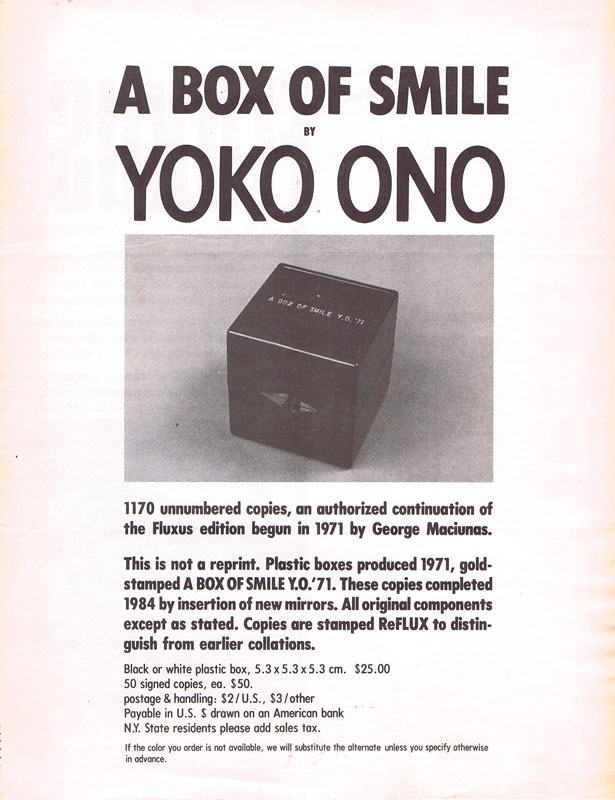 A BOX OF SMILE
BY
YOKO ONO
A BOX OF SMILE Y.O. '71
1170 unnumbered copies, an authorized continuation of
the Fluxus edition begun in 1971 by George Maciunas.
This is not a reprint. Plastic boxes produced 1971, gold-
stamped A BOX OF SMILE Y.O.'71. These copies completed
1984 by insertion of new mirrors. All original components
except as stated. Copies are stamped ReFLUX to distin-
guish from earlier collations.
Black or white plastic box, 5.3 x 5.3 x 5.3 cm. $25.00
50 signed copies, ea. $50.
postage & handling: $2/U.S., $3/other
Payable in U.S. $ drawn on an American bank
N.Y. State residents please add sales tax.
If the color you order is not available, we will substitute the alternate unless you specify otherwise
in advance.